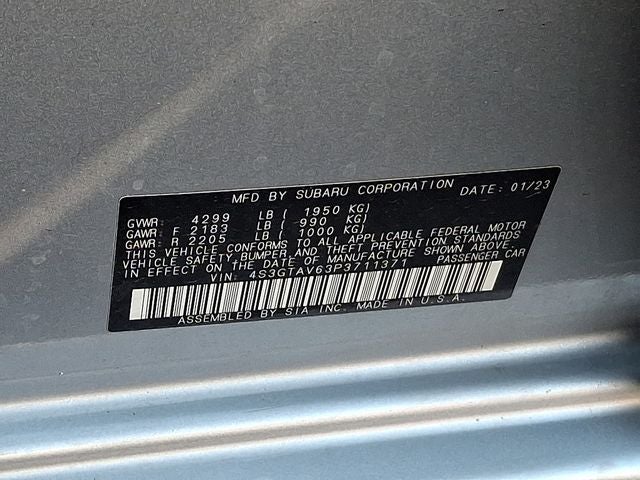 MFD BY SUBARU CORPORATION DATE: 01/23
GVWR: 4299 LB ( 1950 KG)
GAWR: F 2183 LB ( 990 KG)
GAWR: R 2205 LB ( 1000 KG)
THIS VEHICLE CONFORMS TO ALL APPLICABLE FEDERAL MOTOR
VEHICLE SAFETY, BUMPER, AND THEFT PREVENTION STANDARDS
IN EFFECT ON THE DATE OF MANUFACTURE SHOWN ABOVE.
VIN: 4S3GTAV63P3711371 PASSENGER CAR
ASSEMBLED BY SIA INC. MADE IN U.S.A.